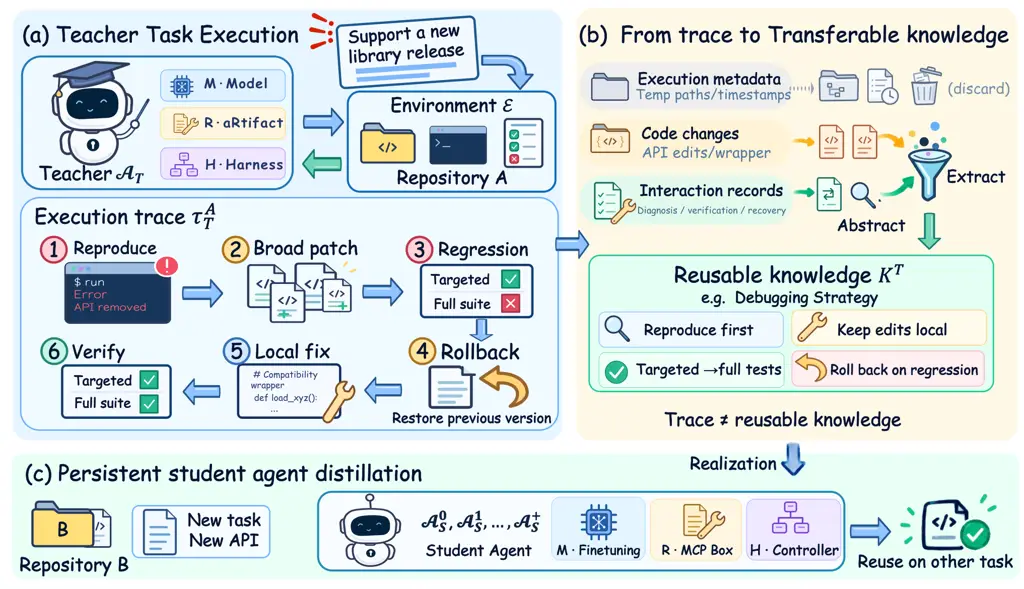 (a) Teacher Task Execution
Support a new
library release
M · Model
R · aRtifact
H · Harness
Teacher 𝒜_T
Environment ℰ
</>
>_
Repository A
Execution trace τ_T^A
1 Reproduce
$ run
Error
API removed
!
2 Broad patch
</>
</>
</>
</>
3 Regression
Targeted
Full suite
4 Rollback
Restore previous version
5 Local fix
# Compatibility
wrapper
def load_xyz():
...
6 Verify
Targeted
Full suite
(b) From trace to Transferable knowledge
Execution metadata
Temp paths/timestamps
(discard)
{</>}
Code changes
API edits/wrapper
</>
</>
Interaction records
Diagnosis / verification / recovery
Extract
Abstract
Reusable knowledge K^T
e.g. Debugging Strategy
Reproduce first
Keep edits local
Targeted →full tests
Roll back on regression
Trace ≠ reusable knowledge
Realization
(c) Persistent student agent distillation
B
</>
Repository B
New task
New API
𝒜_S^0, 𝒜_S^1, ..., 𝒜_S^+
Student Agent
M · Finetuning
R · MCP Box
H · Controller
</>
Reuse on other task